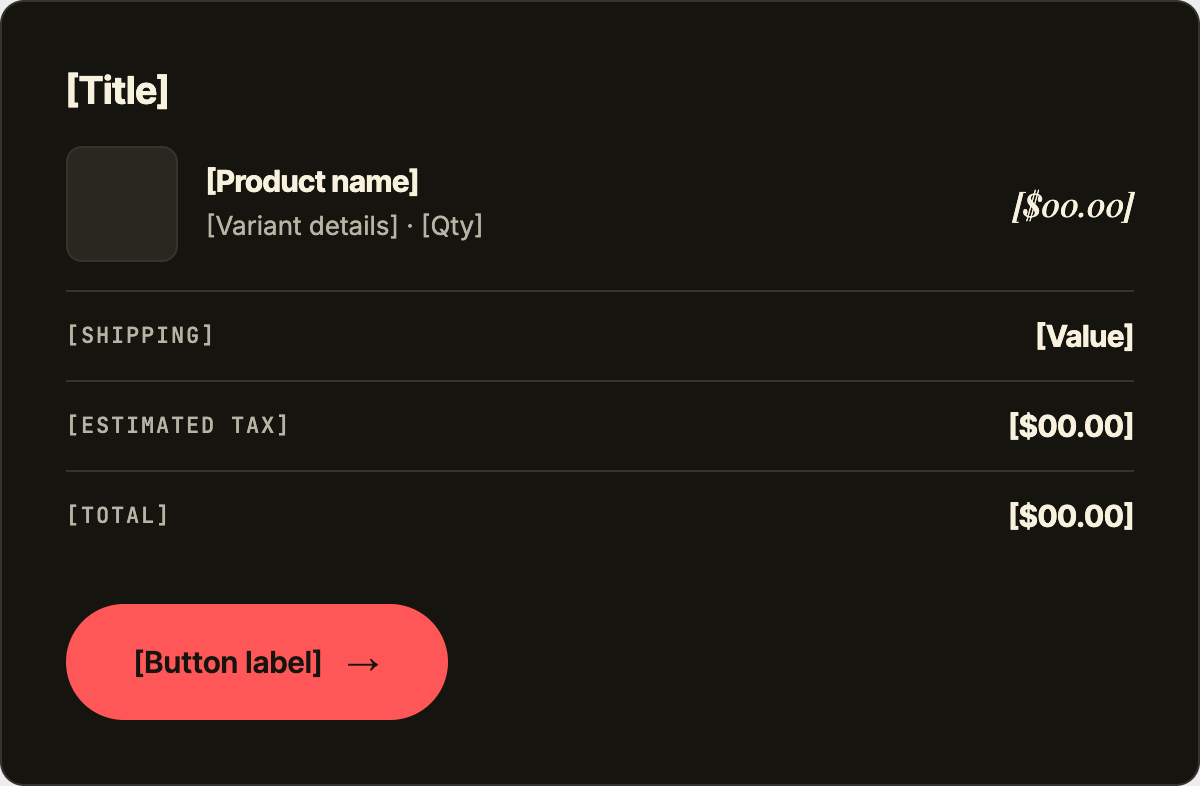 [Title]
[Product name]
[Variant details] · [Qty]
[$00.00]
[SHIPPING]
[Value]
[ESTIMATED TAX]
[$00.00]
[TOTAL]
[$00.00]
[Button label] →